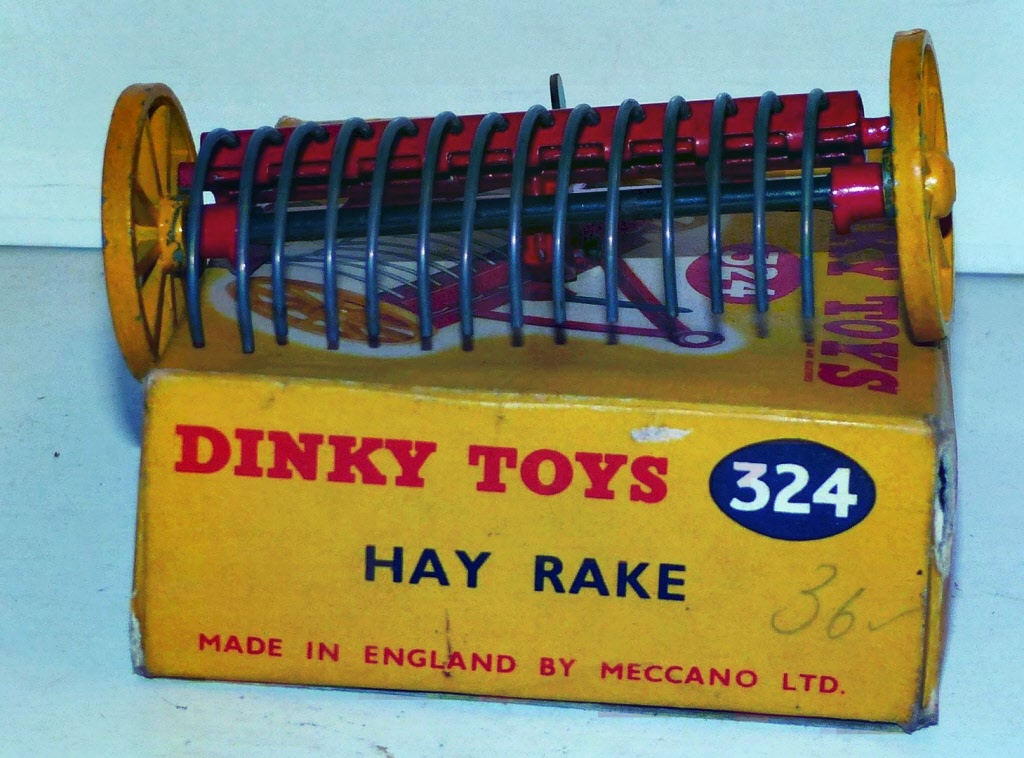 324
DINKY TOYS
DINKY TOYS 324
HAY RAKE
36
MADE IN ENGLAND BY MECCANO LTD.